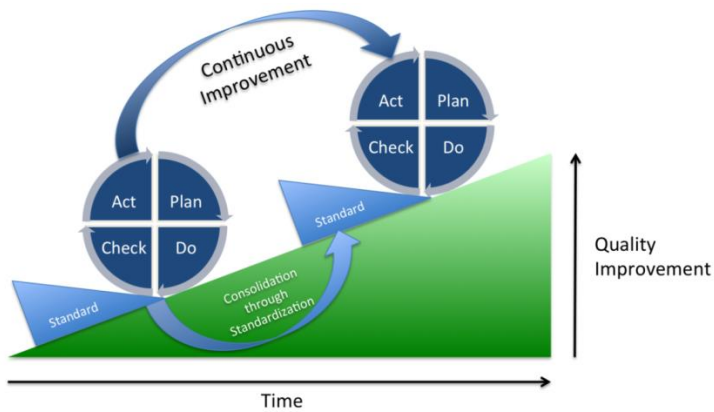 Continuous
Improvement
Act
Plan
Check
Do
Act
Plan
Check
Do
Standard
Standard
Consolidation
through
Standardization
Quality
Improvement
Time